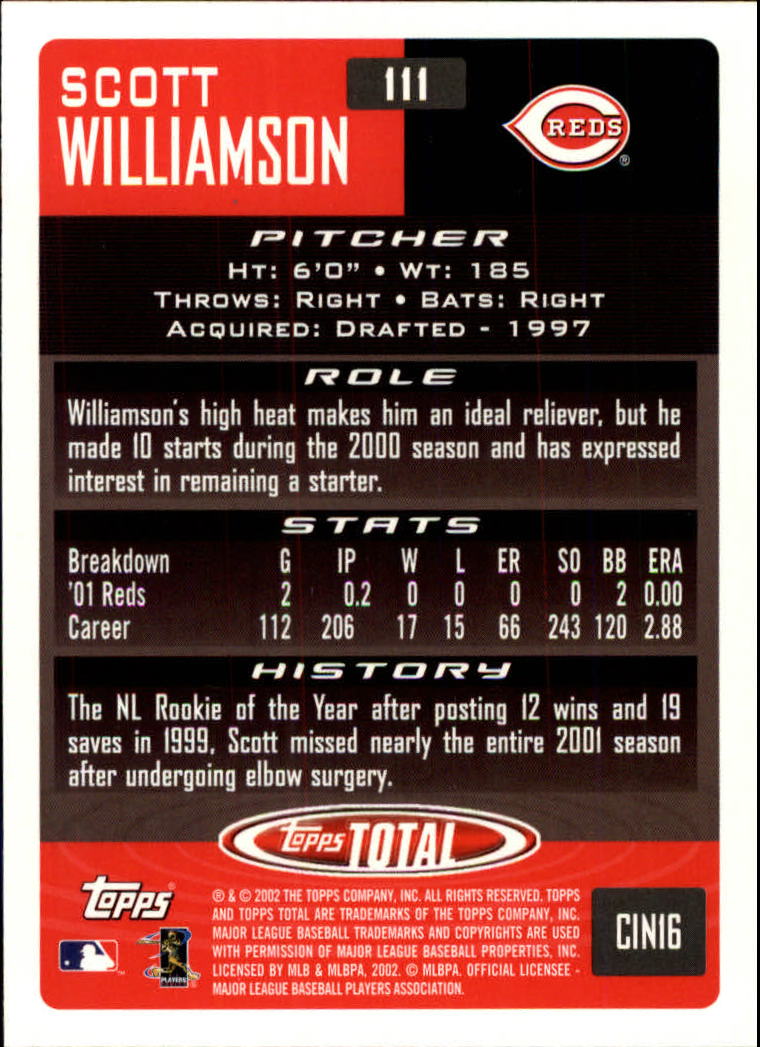 SCOTT
WILLIAMSON
111
REDS
®
PITCHER
HT: 6'0" • WT: 185
THROWS: RIGHT • BATS: RIGHT
ACQUIRED: DRAFTED - 1997
ROLE
Williamson's high heat makes him an ideal reliever, but he
made 10 starts during the 2000 season and has expressed
interest in remaining a starter.
STATS
Breakdown G IP W L ER SO BB ERA
'01 Reds 2 0.2 0 0 0 0 2 0.00
Career 112 206 17 15 66 243 120 2.88
HISTORY
The NL Rookie of the Year after posting 12 wins and 19
saves in 1999, Scott missed nearly the entire 2001 season
after undergoing elbow surgery.
topps TOTAL
topps
® & © 2002 THE TOPPS COMPANY, INC. ALL RIGHTS RESERVED. TOPPS
AND TOPPS TOTAL ARE TRADEMARKS OF THE TOPPS COMPANY, INC.
MAJOR LEAGUE BASEBALL TRADEMARKS AND COPYRIGHTS ARE USED
WITH PERMISSION OF MAJOR LEAGUE BASEBALL PROPERTIES, INC.
LICENSED BY MLB & MLBPA, 2002. © MLBPA. OFFICIAL LICENSEE -
MAJOR LEAGUE BASEBALL PLAYERS ASSOCIATION.
PLAYERS
CIN16